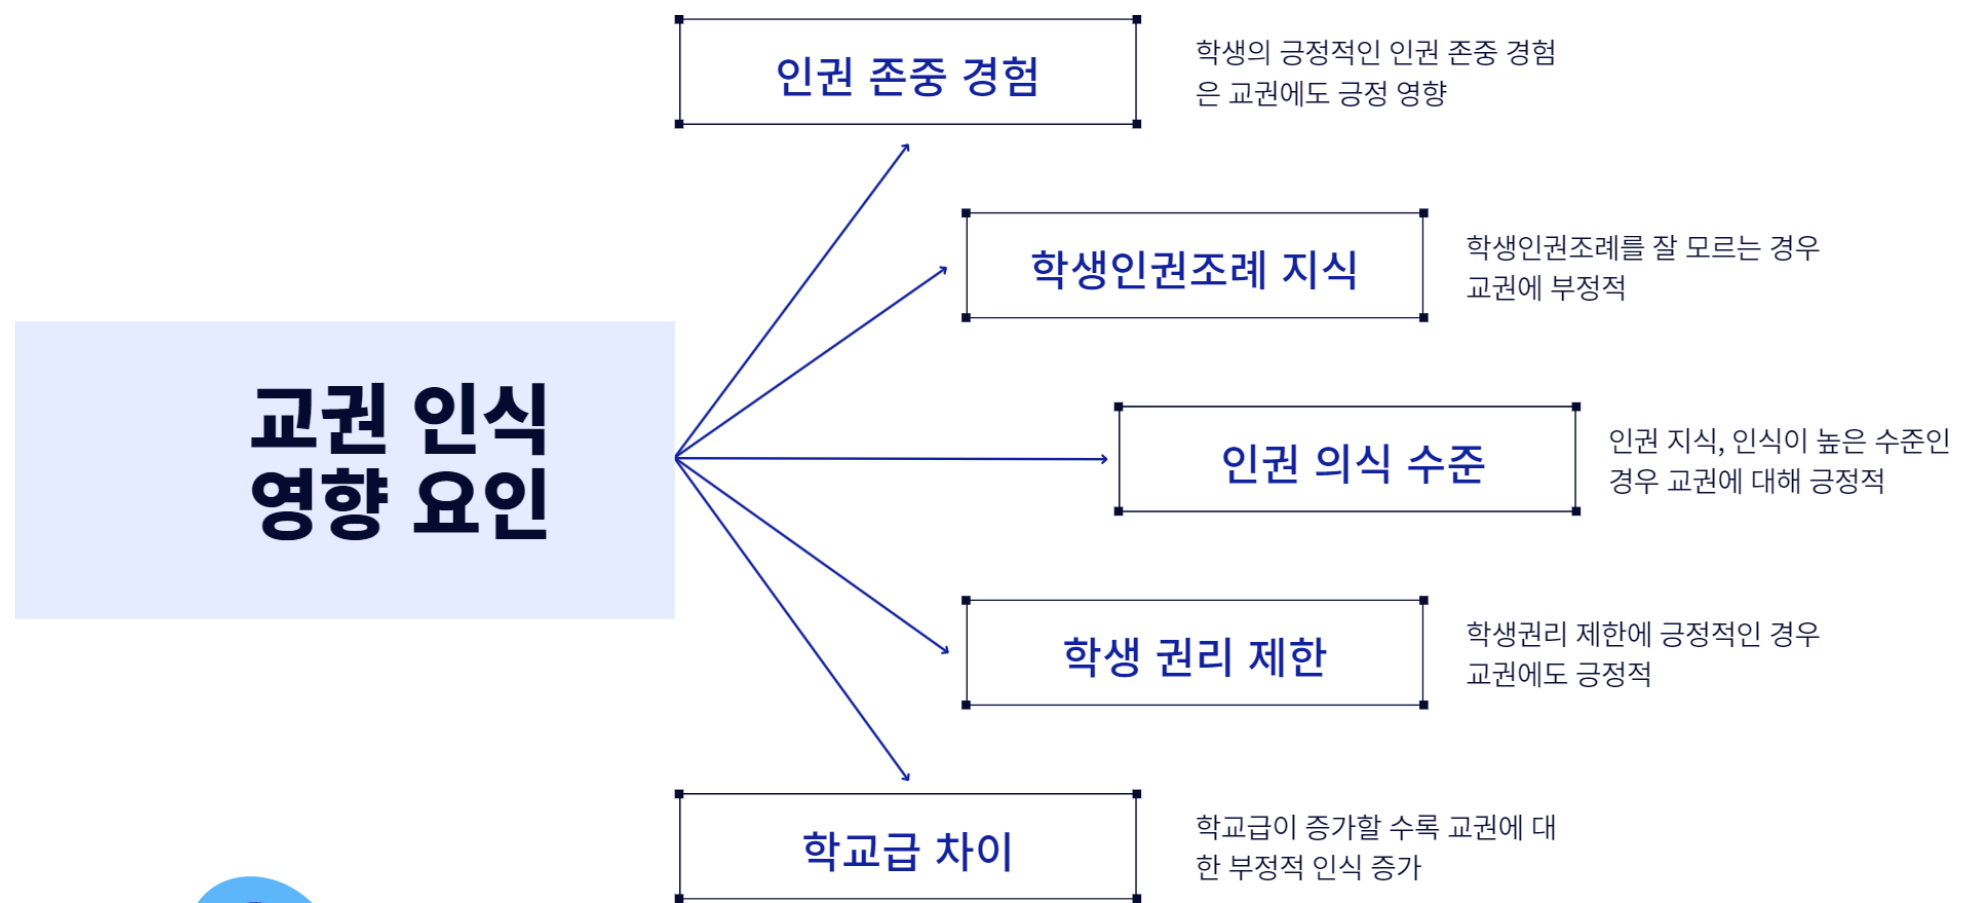 인권 존중 경험
학생의 긍정적인 인권 존중 경험
은 교권에도 긍정 영향
학생인권조례 지식
학생인권조례를 잘 모르는 경우
교권에 부정적
교권 인식
영향 요인
인권 의식 수준
인권 지식, 인식이 높은 수준인
경우 교권에 대해 긍정적
학생 권리 제한
학생권리 제한에 긍정적인 경우
교권에도 긍정적
학교급 차이
학교급이 증가할 수록 교권에 대
한 부정적 인식 증가